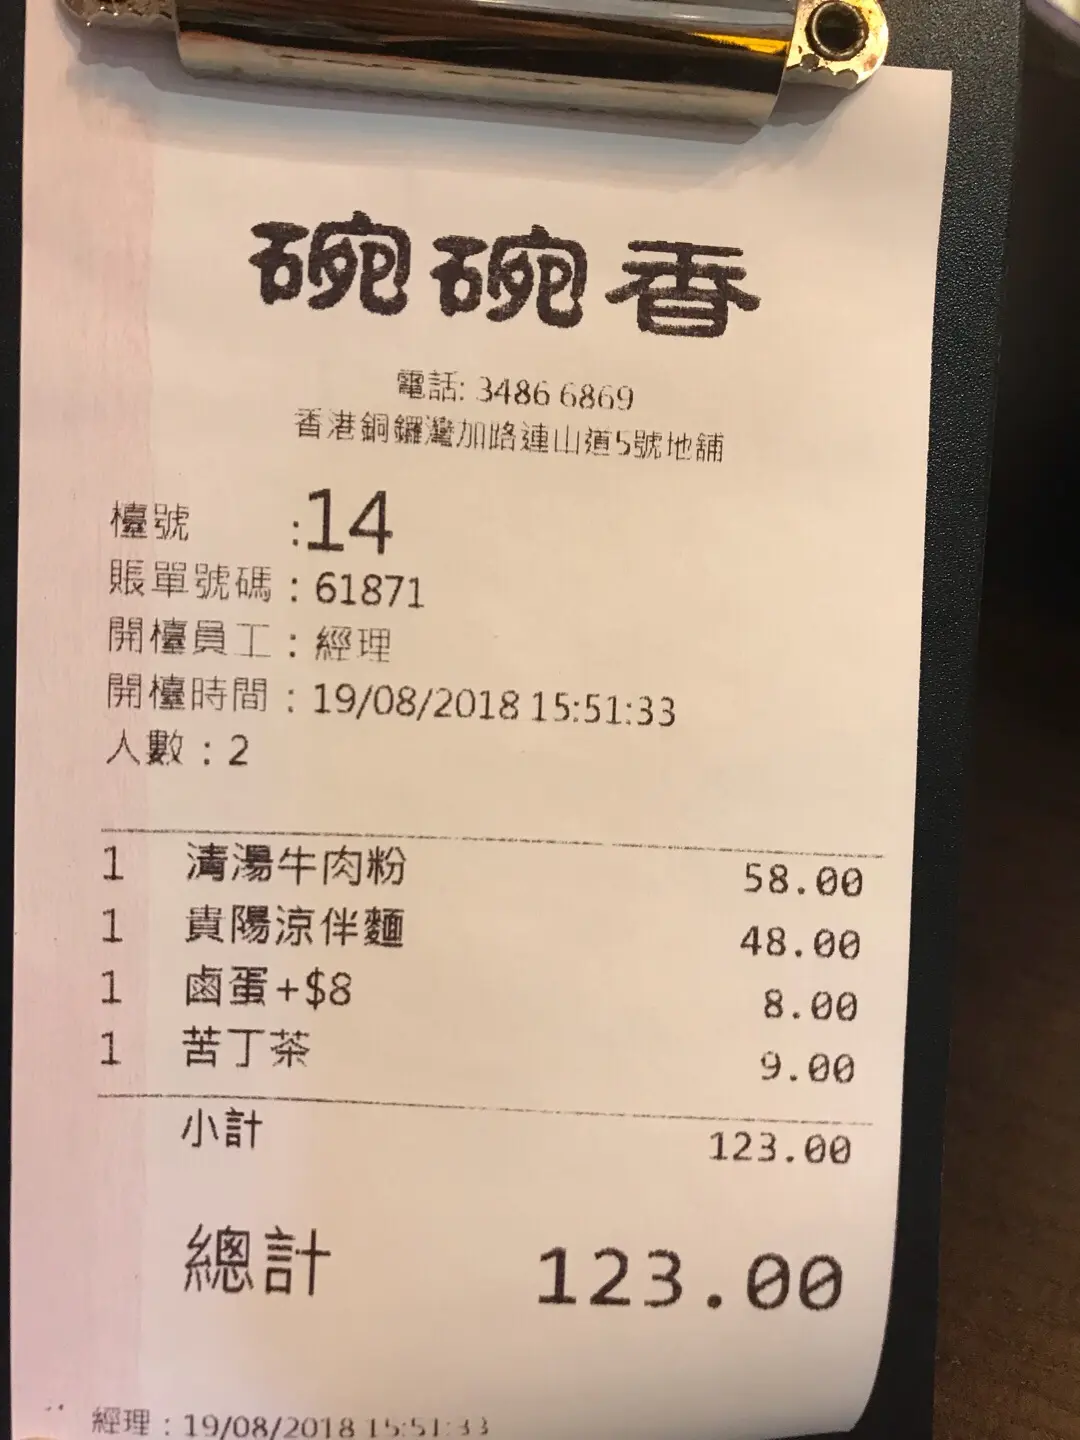 碗碗香
電話: 3486 6869
香港銅鑼灣加路連山道5號地舖
檯號 :14
賬單號碼：61871
開檯員工：經理
開檯時間：19/08/2018 15:51:33
人數：2
1 清湯牛肉粉 58.00
1 貴陽涼伴麵 48.00
1 鹵蛋+$8 8.00
1 苦丁茶 9.00
小計 123.00
總計 123.00
經理：19/08/2018 15:51:33